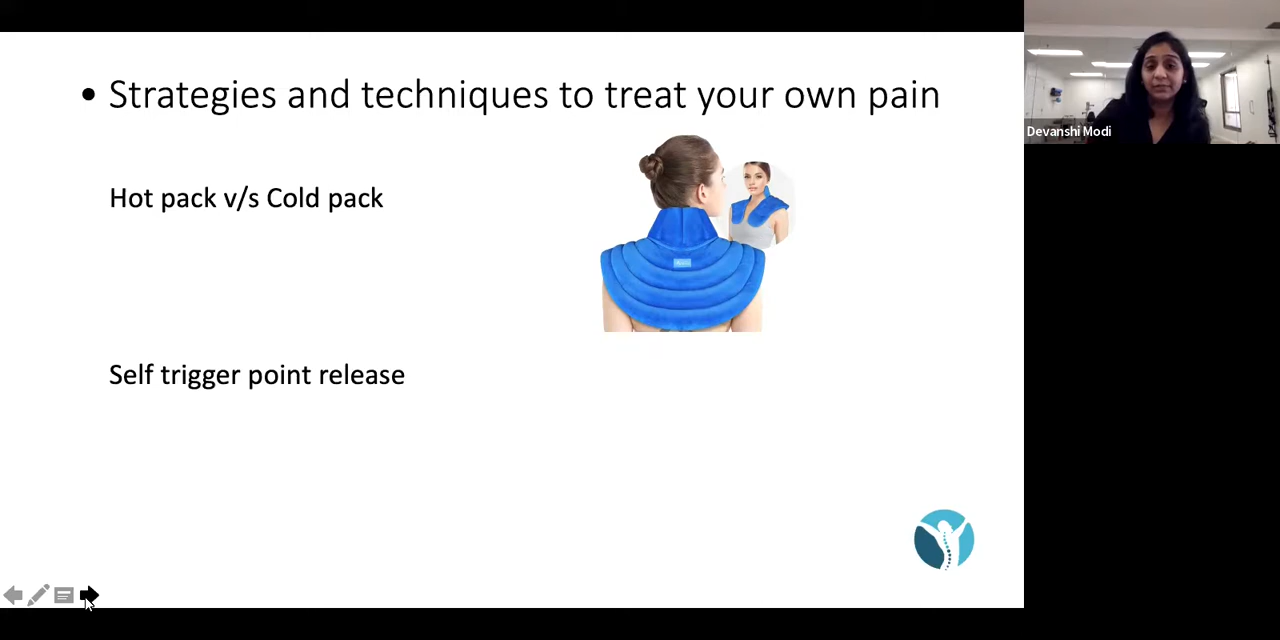 • Strategies and techniques to treat your own pain
Devanshi Modi
Hot pack v/s Cold pack
Self trigger point release